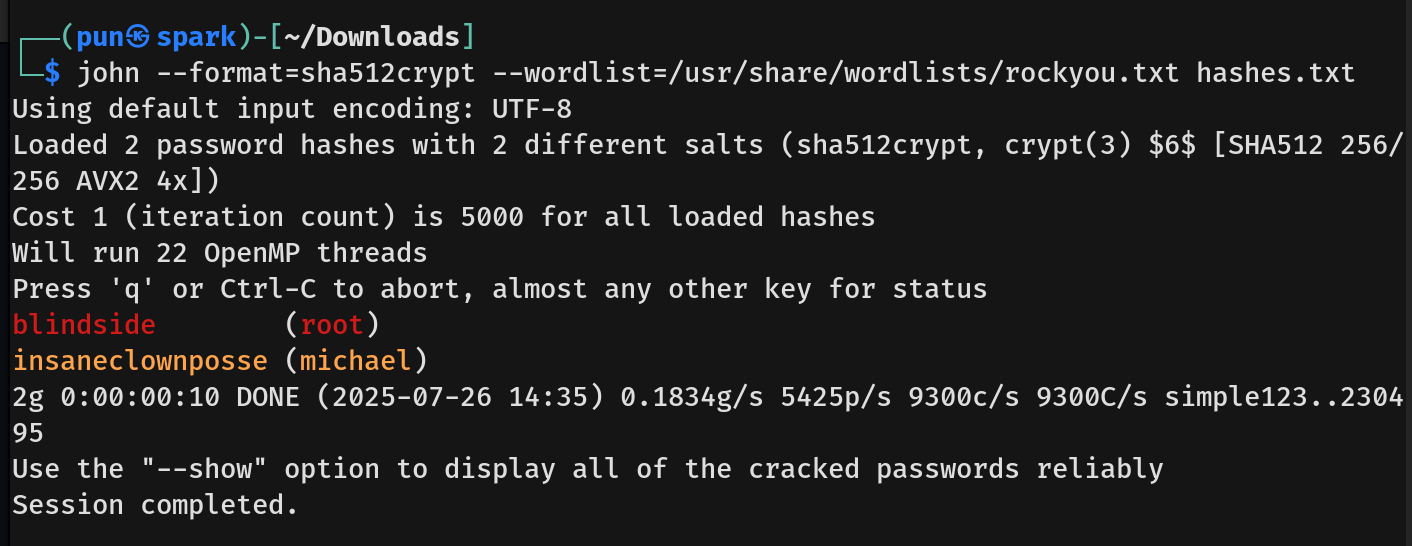 ┌──(pun㉿spark)-[~/Downloads]
└─$ john --format=sha512crypt --wordlist=/usr/share/wordlists/rockyou.txt hashes.txt
Using default input encoding: UTF-8
Loaded 2 password hashes with 2 different salts (sha512crypt, crypt(3) $6$ [SHA512 256/
256 AVX2 4x])
Cost 1 (iteration count) is 5000 for all loaded hashes
Will run 22 OpenMP threads
Press 'q' or Ctrl-C to abort, almost any other key for status
blindside        (root)
insaneclownposse (michael)
2g 0:00:00:10 DONE (2025-07-26 14:35) 0.1834g/s 5425p/s 9300c/s 9300C/s simple123..2304
95
Use the "--show" option to display all of the cracked passwords reliably
Session completed.